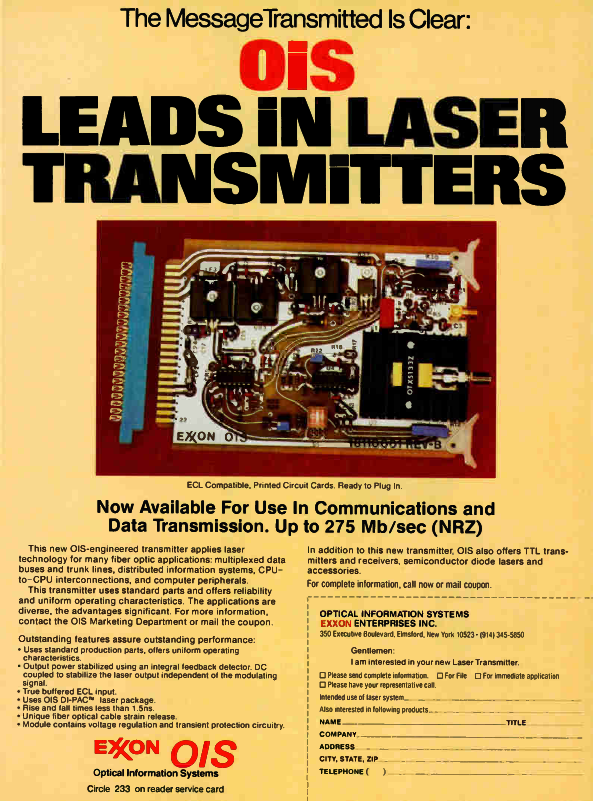 The Message Transmitted Is Clear:
OiS
LEADS iN LASER
TRANSMiTTERS
EXXON OIS
OTX5133Z
ECL Compatible, Printed Circuit Cards. Ready to Plug In.
Now Available For Use In Communications and
Data Transmission. Up to 275 Mb/sec (NRZ)
This new OIS-engineered transmitter applies laser
technology for many fiber optic applications: multiplexed data
buses and trunk lines, distributed information systems, CPU-
to-CPU interconnections, and computer peripherals.
This transmitter uses standard parts and offers reliability
and uniform operating characteristics. The applications are
diverse, the advantages significant. For more information,
contact the OIS Marketing Department or mail the coupon.
Outstanding features assure outstanding performance:
• Uses standard production parts, offers uniform operating
characteristics.
• Output power stabilized using an integral feedback detector. DC
coupled to stabilize the laser output independent of the modulating
signal.
• True buffered ECL input.
• Uses OIS DI-PAC™ laser package.
• Rise and fall times less than 1.5ns.
• Unique fiber optical cable strain release.
• Module contains voltage regulation and transient protection circuitry.
EXXON OIS
Optical Information Systems
Circle 233 on reader service card
In addition to this new transmitter, OIS also offers TTL trans-
mitters and receivers, semiconductor diode lasers and
accessories.
For complete information, call now or mail coupon.
OPTICAL INFORMATION SYSTEMS
EXXON ENTERPRISES INC.
350 Executive Boulevard, Elmsford, New York 10523 • (914) 345-5850
Gentlemen:
I am interested in your new Laser Transmitter.
□ Please send complete information. □ For File □ For immediate application
□ Please have your representative call.
Intended use of laser system
Also interested in following products
NAME TITLE
COMPANY
ADDRESS
CITY, STATE, ZIP
TELEPHONE ( )